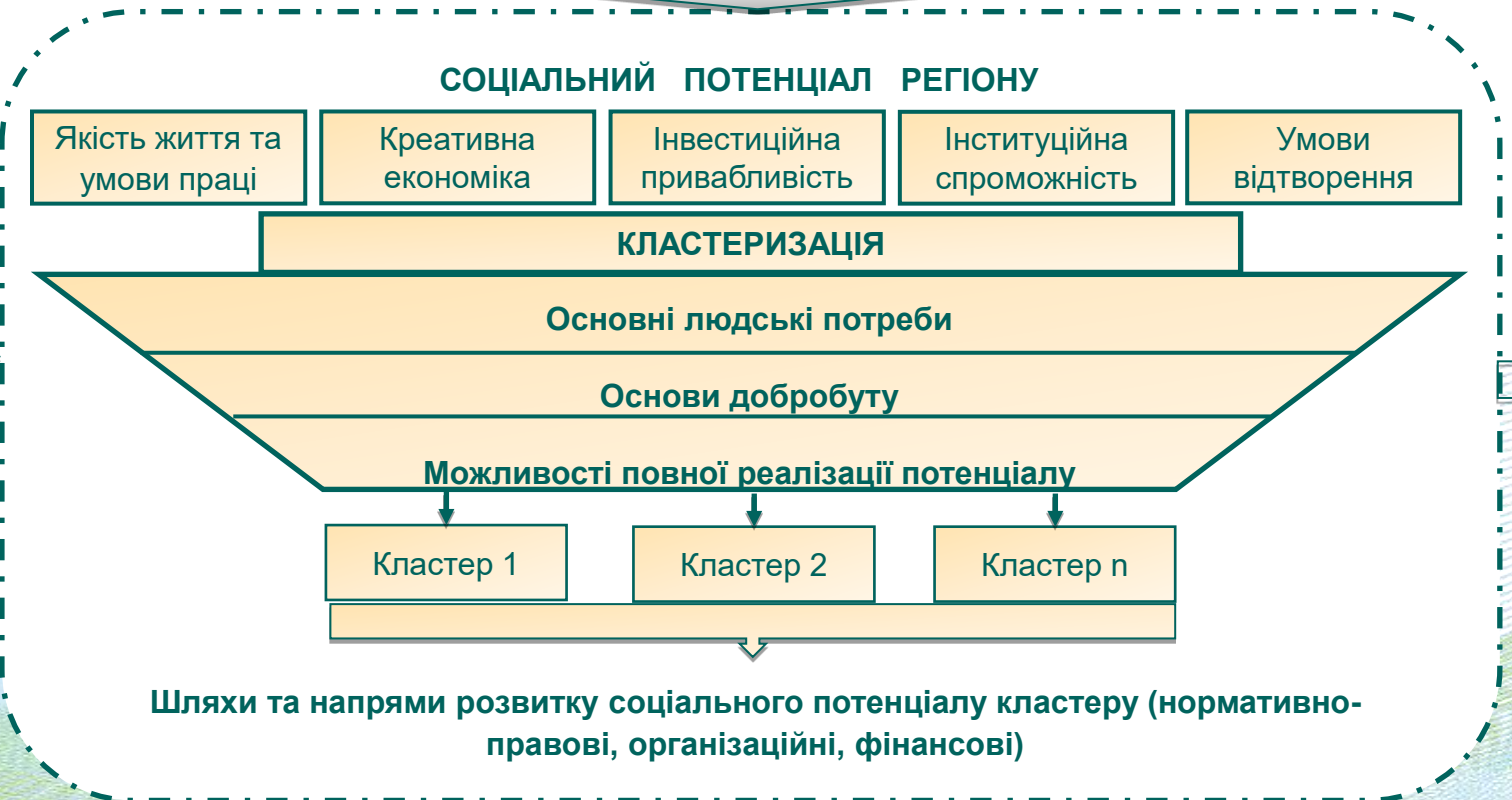 СОЦІАЛЬНИЙ ПОТЕНЦІАЛ РЕГІОНУ
Якість життя та
умови праці
Креативна
економіка
Інвестиційна
привабливість
Інституційна
спроможність
Умови
відтворення
КЛАСТЕРИЗАЦІЯ
Основні людські потреби
Основи добробуту
Можливості повної реалізації потенціалу
Кластер 1
Кластер 2
Кластер n
Шляхи та напрями розвитку соціального потенціалу кластеру (нормативно-
правові, організаційні, фінансові)